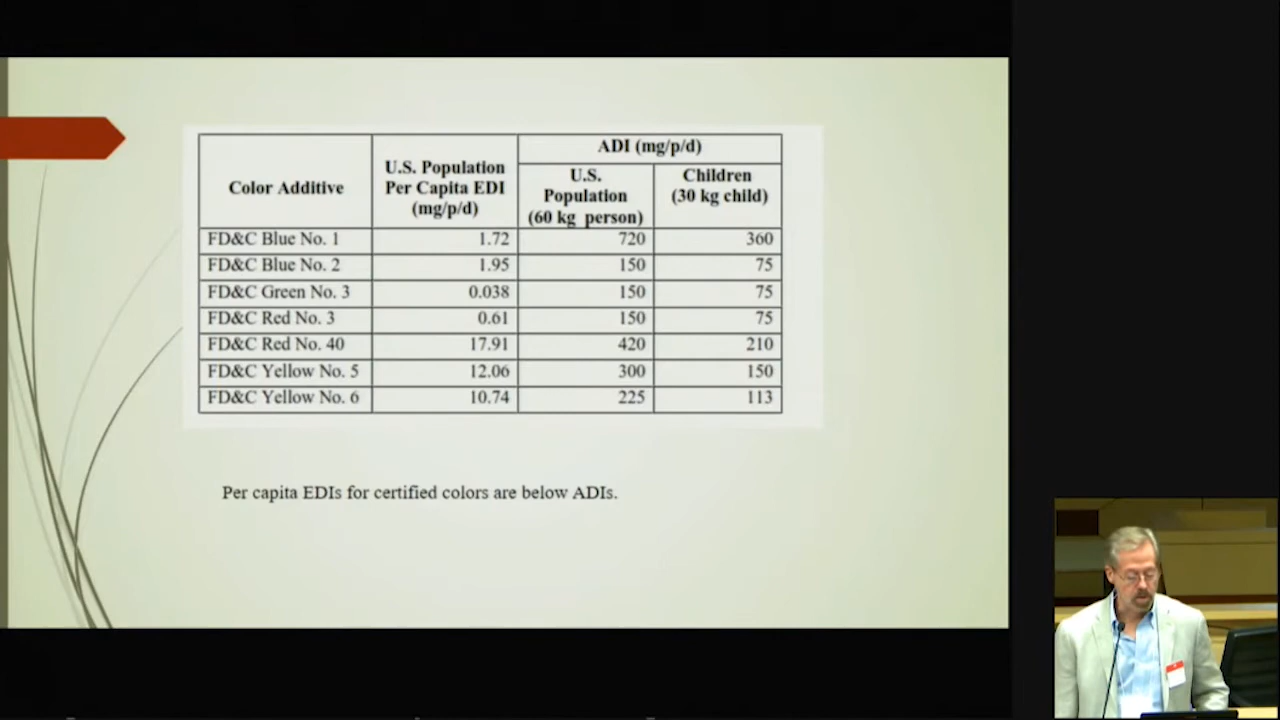 Color Additive
U.S. Population
Per Capita EDI
(mg/p/d)
ADI (mg/p/d)
U.S.
Population
(60 kg person)
Children
(30 kg child)
FD&C Blue No. 1 1.72 720 360
FD&C Blue No. 2 1.95 150 75
FD&C Green No. 3 0.038 150 75
FD&C Red No. 3 0.61 150 75
FD&C Red No. 40 17.91 420 210
FD&C Yellow No. 5 12.06 300 150
FD&C Yellow No. 6 10.74 225 113
Per capita EDIs for certified colors are below ADIs.